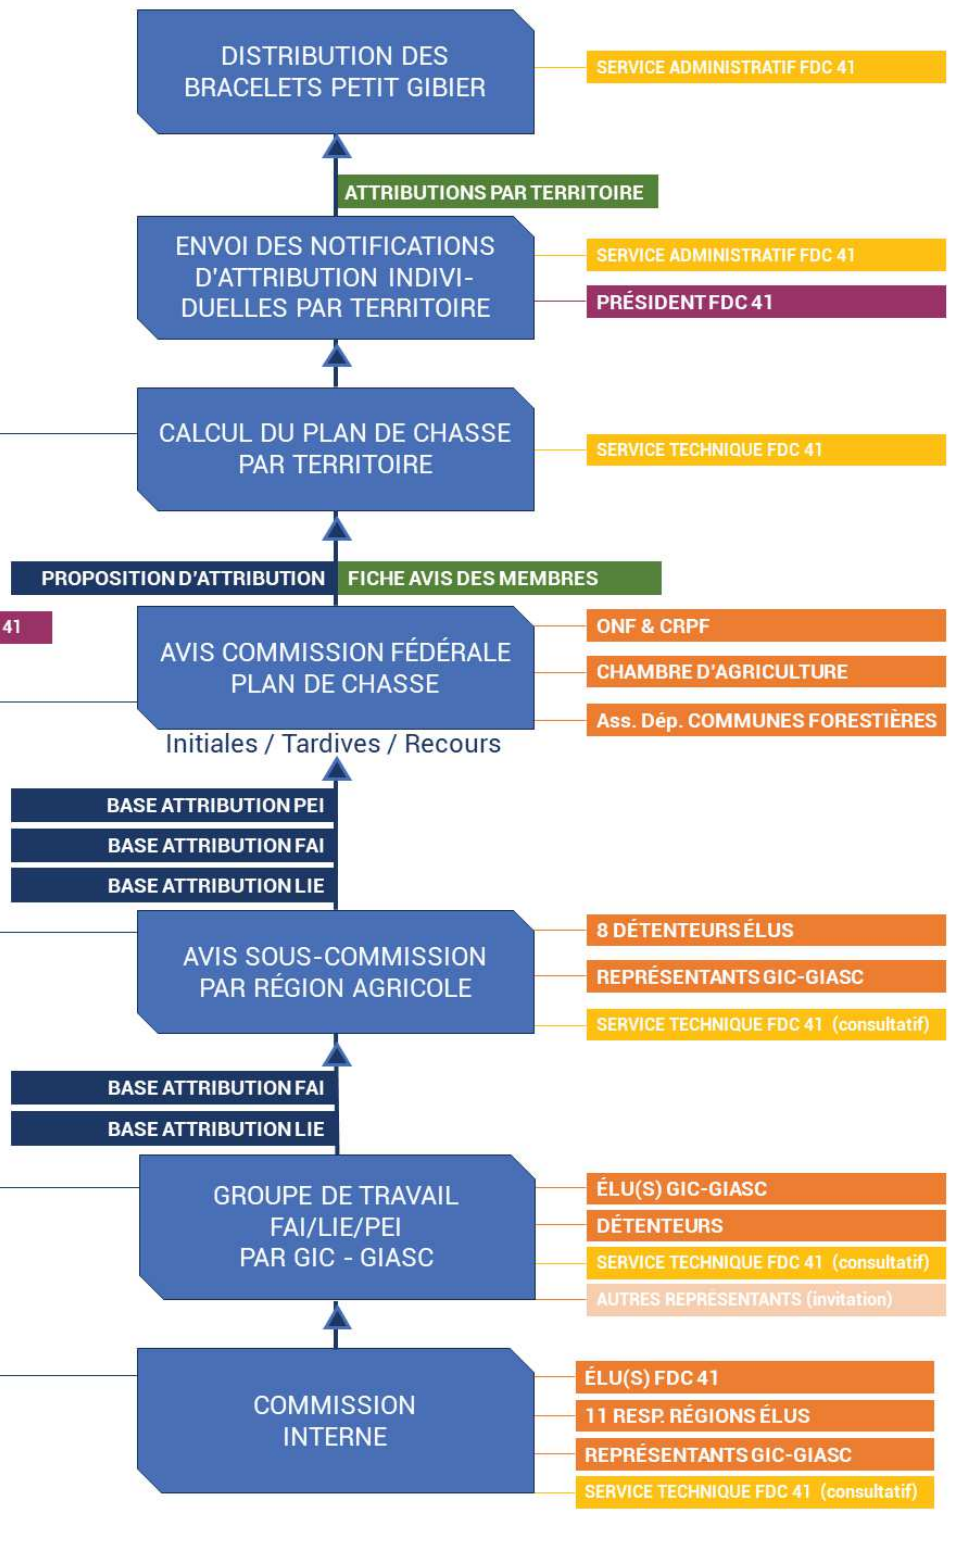 DISTRIBUTION DES
BRACELETS PETIT GIBIER
SERVICE ADMINISTRATIF FDC 41
ATTRIBUTIONS PAR TERRITOIRE
ENVOI DES NOTIFICATIONS
D'ATTRIBUTION INDIVI-
DUELLES PAR TERRITOIRE
SERVICE ADMINISTRATIF FDC 41
PRÉSIDENT FDC 41
CALCUL DU PLAN DE CHASSE
PAR TERRITOIRE
SERVICE TECHNIQUE FDC 41
PROPOSITION D'ATTRIBUTION
FICHE AVIS DES MEMBRES
41
AVIS COMMISSION FÉDÉRALE
PLAN DE CHASSE
Initiales / Tardives / Recours
ONF & CRPF
CHAMBRE D'AGRICULTURE
Ass. Dép. COMMUNES FORESTIÈRES
BASE ATTRIBUTION PEI
BASE ATTRIBUTION FAI
BASE ATTRIBUTION LIE
AVIS SOUS-COMMISSION
PAR RÉGION AGRICOLE
8 DÉTENTEURS ÉLUS
REPRÉSENTANTS GIC-GIASC
SERVICE TECHNIQUE FDC 41 (consultatif)
BASE ATTRIBUTION FAI
BASE ATTRIBUTION LIE
GROUPE DE TRAVAIL
FAI/LIE/PEI
PAR GIC - GIASC
ÉLU(S) GIC-GIASC
DÉTENTEURS
SERVICE TECHNIQUE FDC 41 (consultatif)
AUTRES REPRÉSENTANTS (invitation)
COMMISSION
INTERNE
ÉLU(S) FDC 41
11 RESP. RÉGIONS ÉLUS
REPRÉSENTANTS GIC-GIASC
SERVICE TECHNIQUE FDC 41 (consultatif)